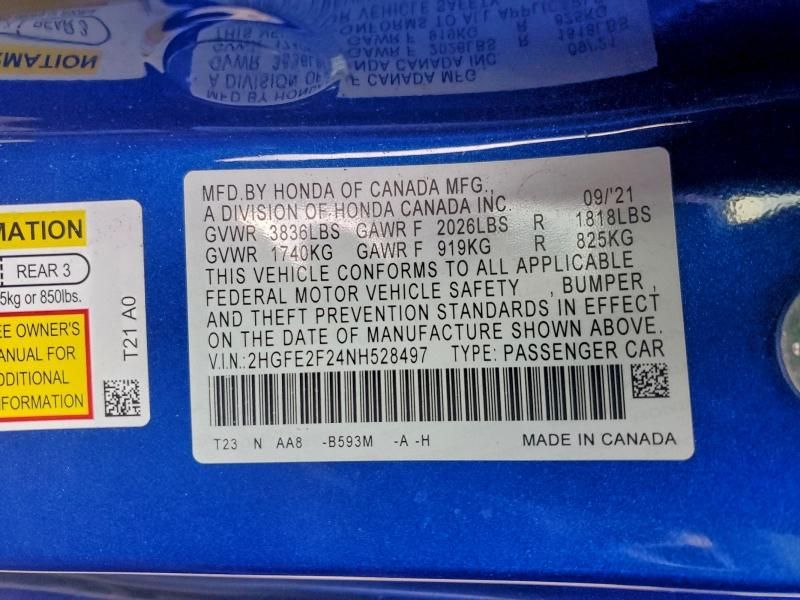 MFD.BY HONDA OF CANADA MFG.,
A DIVISION OF HONDA CANADA INC. 09/'21
GVWR 3836LBS GAWR F 2026LBS R 1818LBS
GVWR 1740KG GAWR F 919KG R 825KG
THIS VEHICLE CONFORMS TO ALL APPLICABLE
FEDERAL MOTOR VEHICLE SAFETY , BUMPER ,
AND THEFT PREVENTION STANDARDS IN EFFECT
ON THE DATE OF MANUFACTURE SHOWN ABOVE.
V.I.N.:2HGFE2F24NH528497 TYPE: PASSENGER CAR
T23 N AA8 -B593M -A -H MADE IN CANADA
MATION
REAR 3
5kg or 850lbs.
EE OWNER'S
ANUAL FOR
DDITIONAL
NFORMATION
T21 A0